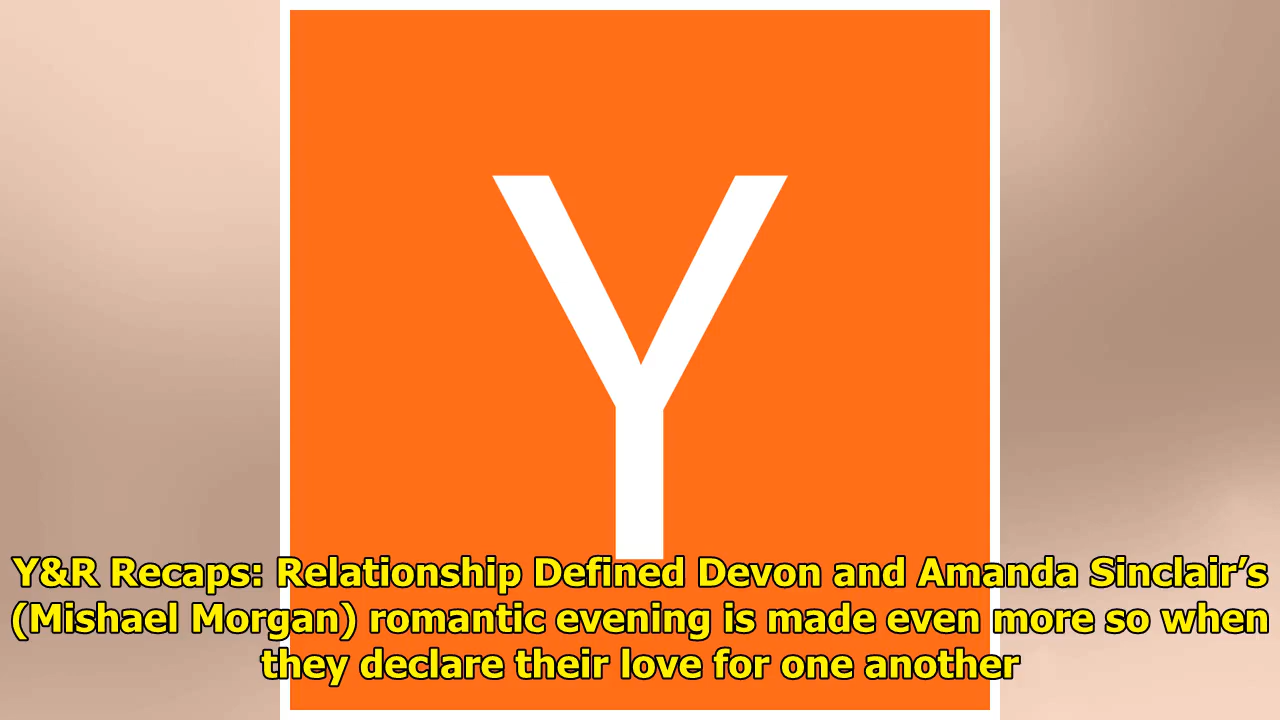 Y
Y&R Recaps: Relationship Defined Devon and Amanda Sinclair’s
(Mishael Morgan) romantic evening is made even more so when
they declare their love for one another